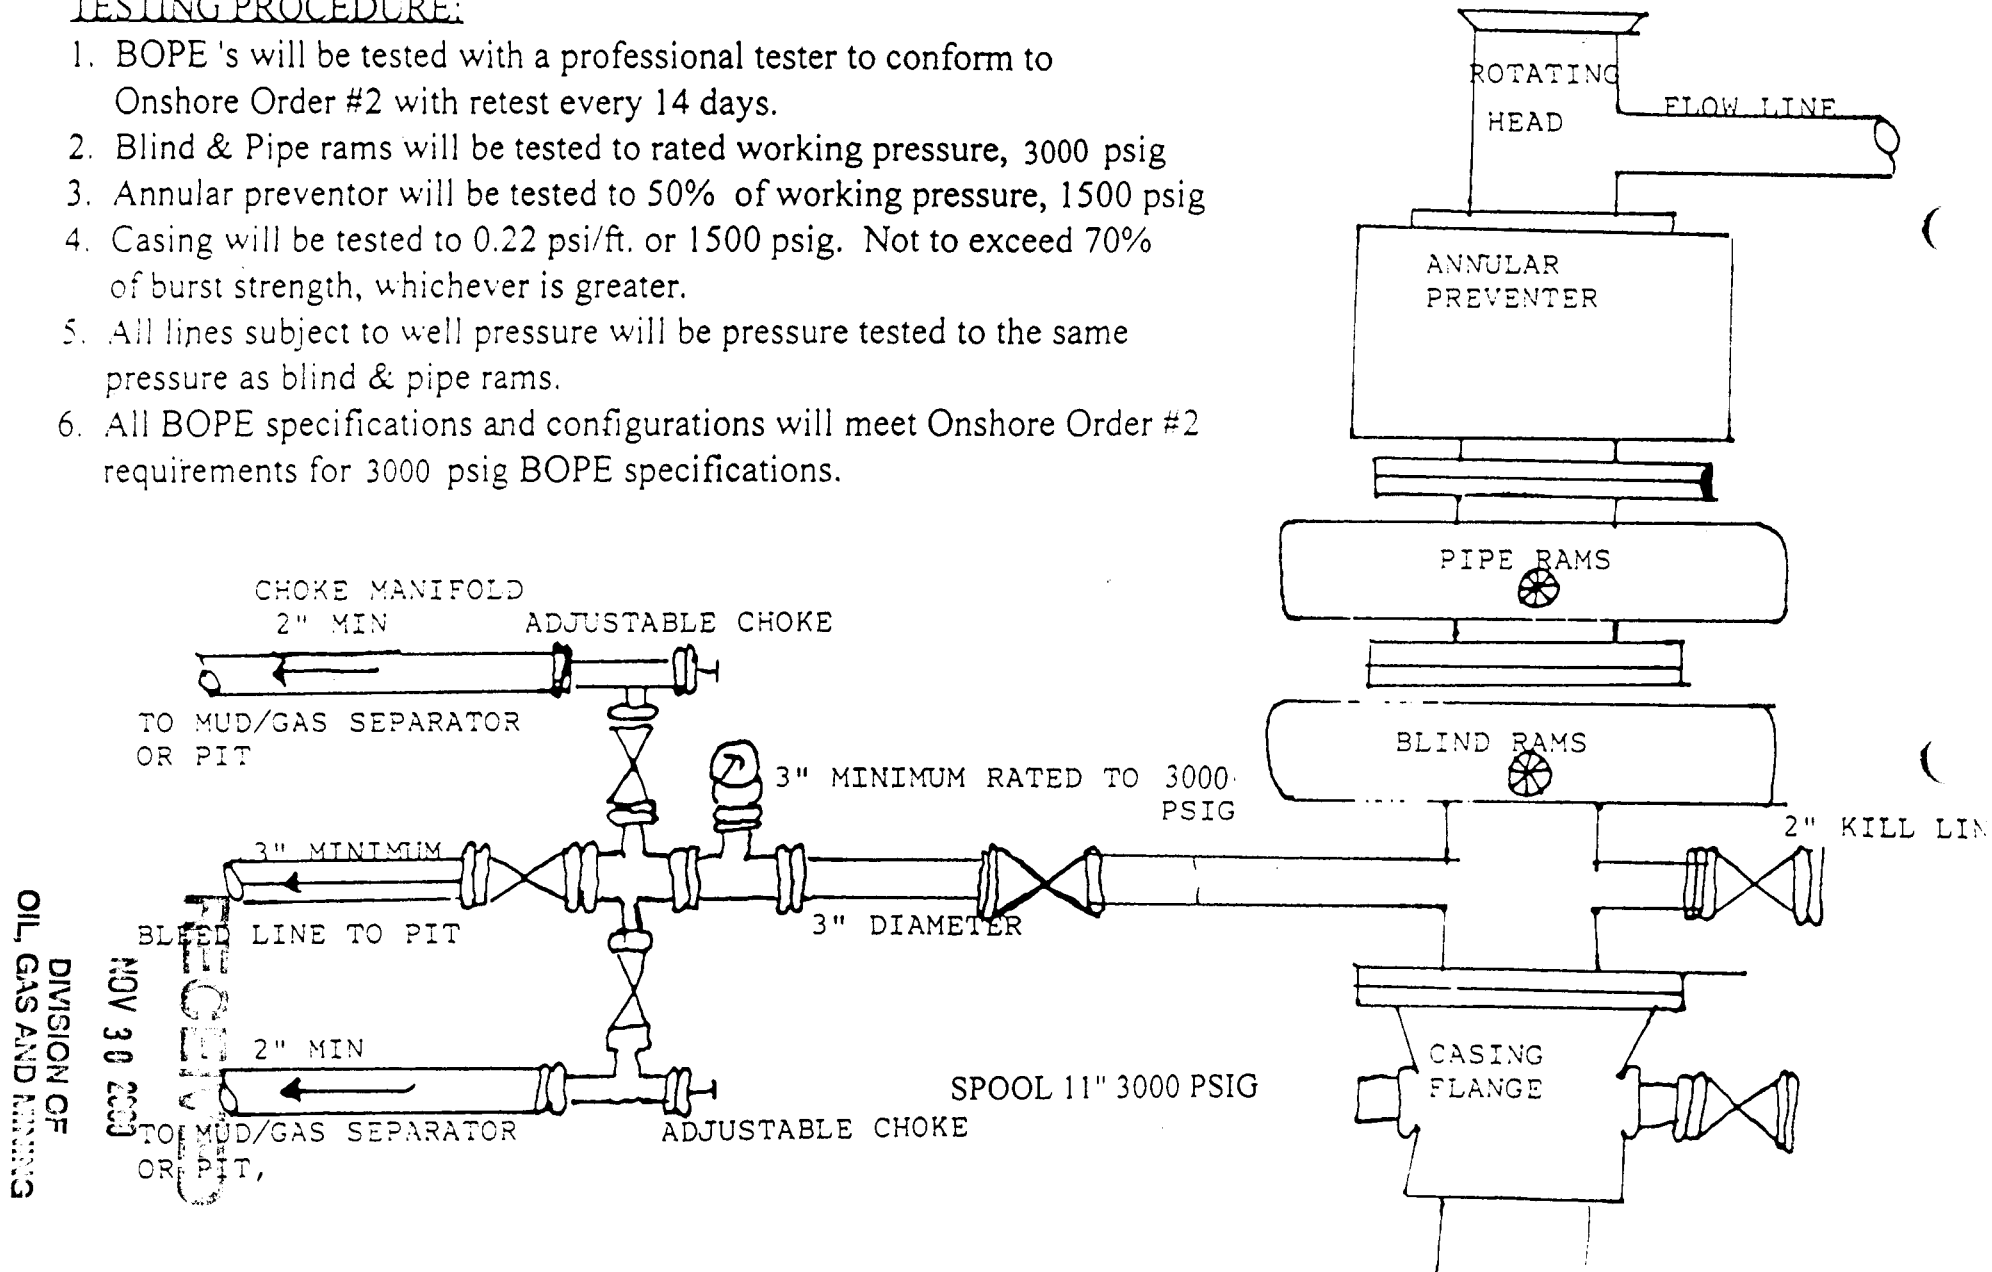 TESTING PROCEDURE:
1. BOPE 's will be tested with a professional tester to conform to
Onshore Order #2 with retest every 14 days.
2. Blind & Pipe rams will be tested to rated working pressure, 3000 psig
3. Annular preventor will be tested to 50% of working pressure, 1500 psig
4. Casing will be tested to 0.22 psi/ft. or 1500 psig. Not to exceed 70%
of burst strength, whichever is greater.
5. All lines subject to well pressure will be pressure tested to the same
pressure as blind & pipe rams.
6. All BOPE specifications and configurations will meet Onshore Order #2
requirements for 3000 psig BOPE specifications.
ROTATING
HEAD
FLOW LINE
ANNULAR
PREVENTER
PIPE RAMS
BLIND RAMS
CHOKE MANIFOLD
2" MIN
ADJUSTABLE CHOKE
TO MUD/GAS SEPARATOR
OR PIT
3" MINIMUM RATED TO 3000
PSIG
2" KILL LIN
3" MINIMUM
BLEED LINE TO PIT
3" DIAMETER
2" MIN
TO MUD/GAS SEPARATOR
OR PIT,
ADJUSTABLE CHOKE
SPOOL 11" 3000 PSIG
CASING
FLANGE
RECEIVED
NOV 30 2000
DIVISION OF
OIL, GAS AND MINING